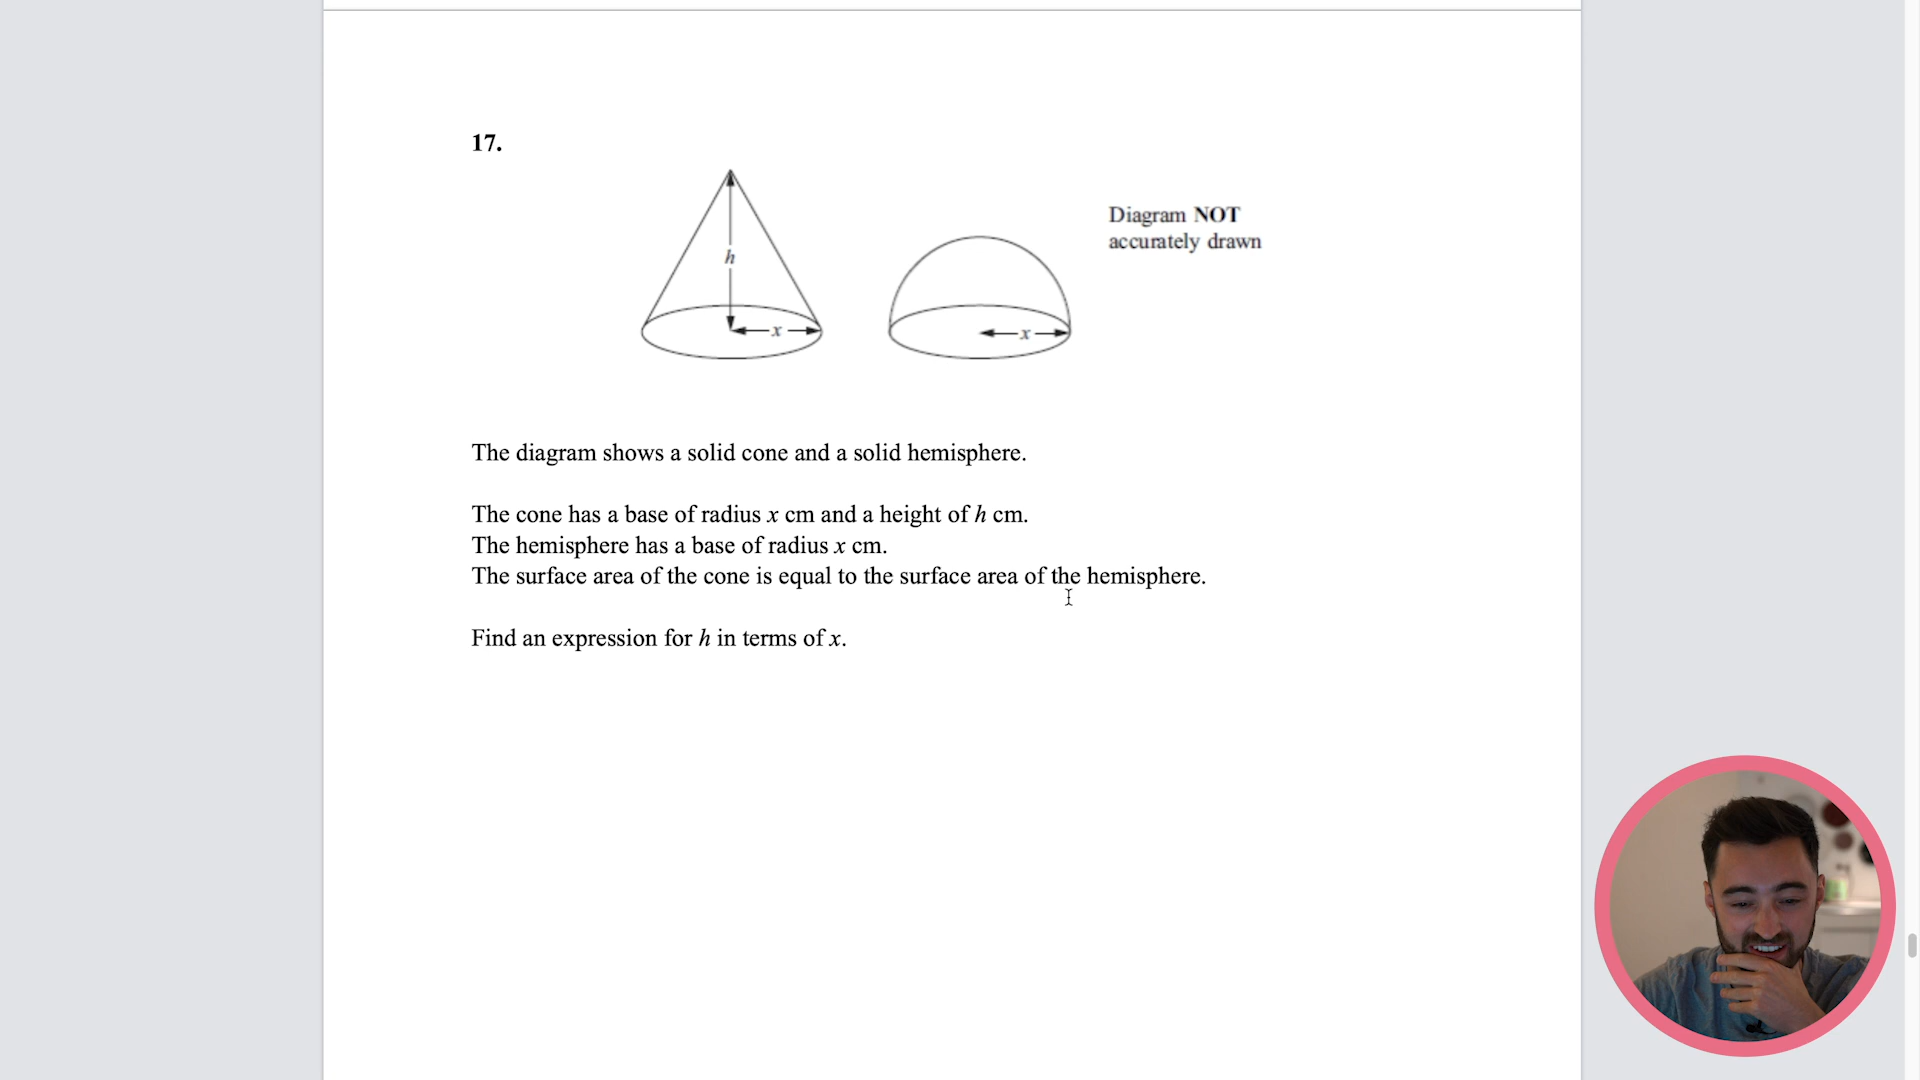 17.
h
x
x
Diagram NOT
accurately drawn
The diagram shows a solid cone and a solid hemisphere.
The cone has a base of radius x cm and a height of h cm.
The hemisphere has a base of radius x cm.
The surface area of the cone is equal to the surface area of the hemisphere.
Find an expression for h in terms of x.